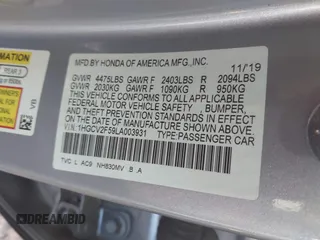 MFD BY HONDA OF AMERICA MFG.,INC. 11/19
GVWR 4475LBS GAWR F 2403LBS R 2094LBS
GVWR 2030KG GAWR F 1090KG R 950KG
THIS VEHICLE CONFORMS TO ALL APPLICABLE
FEDERAL MOTOR VEHICLE SAFETY, BUMPER,
AND THEFT PREVENTION STANDARDS IN EFFECT
ON THE DATE OF MANUFACTURE SHOWN ABOVE.
VIN: 1HGCV2F59LA003931 TYPE:PASSENGER CAR
TVC L AC9 NH830MV B A
VB
DREAMBID